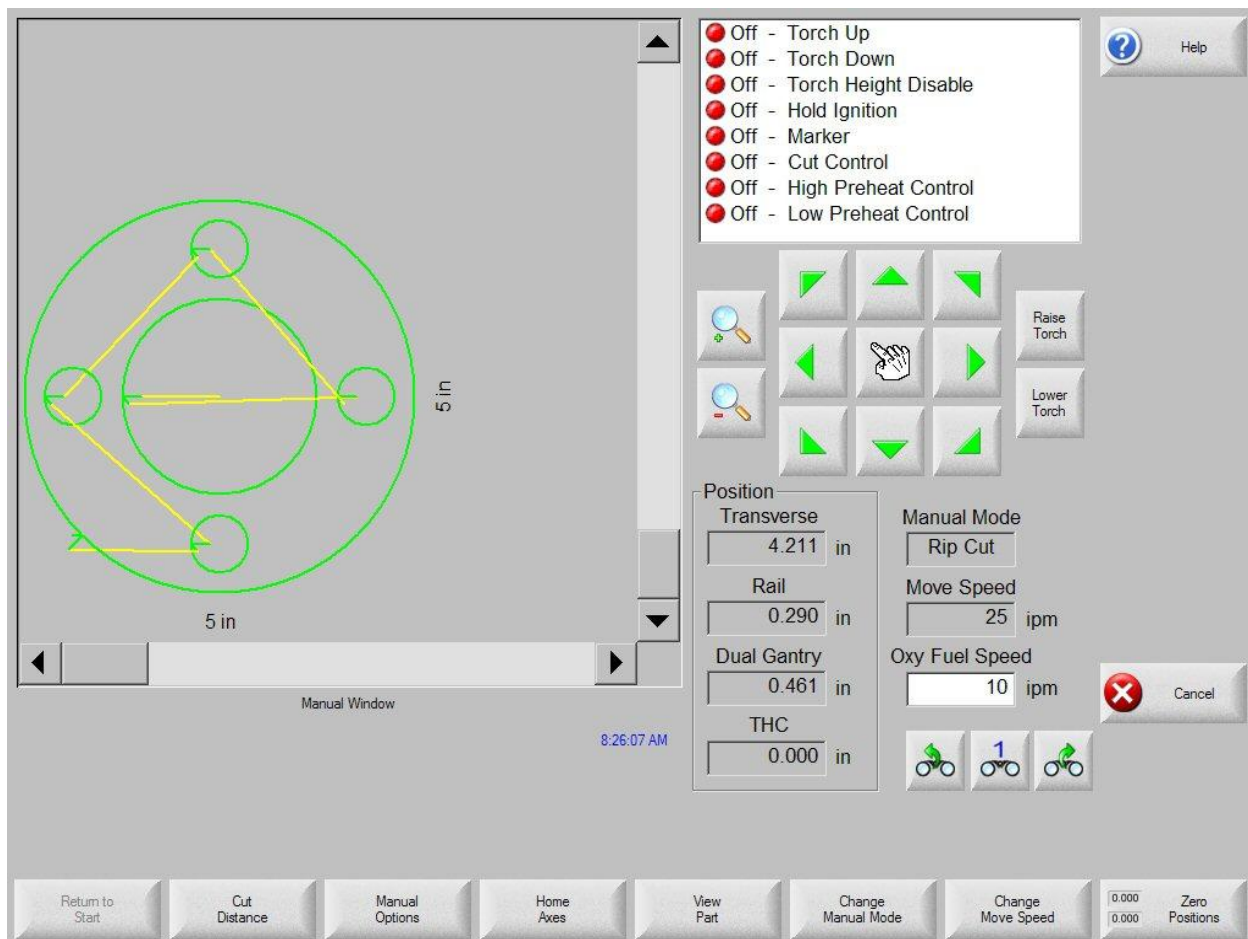 5 in
5 in
Manual Window
8:26:07 AM
Off - Torch Up
Off - Torch Down
Off - Torch Height Disable
Off - Hold Ignition
Off - Marker
Off - Cut Control
Off - High Preheat Control
Off - Low Preheat Control
Help
Raise
Torch
Lower
Torch
Position
Transverse
4.211 in
Rail
0.290 in
Dual Gantry
0.461 in
THC
0.000 in
Manual Mode
Rip Cut
Move Speed
25 ipm
Oxy Fuel Speed
10 ipm
1
Cancel
Return to
Start
Cut
Distance
Manual
Options
Home
Axes
View
Part
Change
Manual Mode
Change
Move Speed
0.000
0.000
Zero
Positions